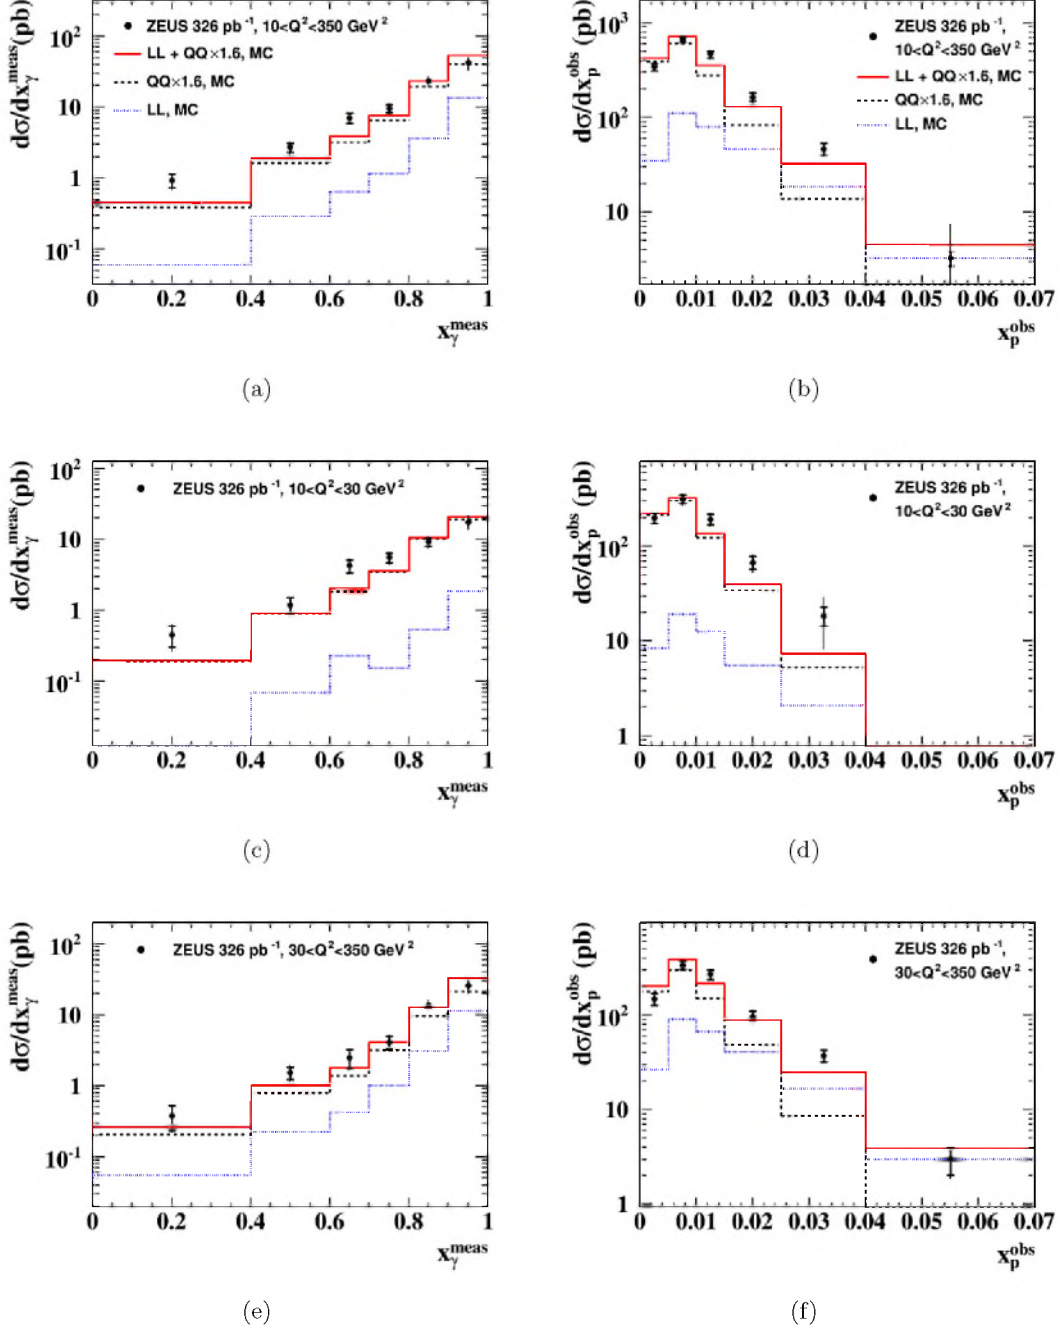 dσ/dx_γ^meas(pb)
10²
10
1
10⁻¹
ZEUS 326 pb⁻¹, 10<Q²<350 GeV²
LL + QQ×1.6, MC
QQ×1.6, MC
LL, MC
0 0.2 0.4 0.6 0.8 1
x_γ^meas
(a)
dσ/dx_p^obs (pb)
10³
10²
10
ZEUS 326 pb⁻¹,
10<Q²<350 GeV²
LL + QQ×1.6, MC
QQ×1.6, MC
LL, MC
0 0.01 0.02 0.03 0.04 0.05 0.06 0.07
x_p^obs
(b)
dσ/dx_γ^meas(pb)
10²
10
1
10⁻¹
ZEUS 326 pb⁻¹, 10<Q²<30 GeV²
0 0.2 0.4 0.6 0.8 1
x_γ^meas
(c)
dσ/dx_p^obs (pb)
10²
10
1
ZEUS 326 pb⁻¹,
10<Q²<30 GeV²
0 0.01 0.02 0.03 0.04 0.05 0.06 0.07
x_p^obs
(d)
dσ/dx_γ^meas(pb)
10²
10
1
10⁻¹
ZEUS 326 pb⁻¹, 30<Q²<350 GeV²
0 0.2 0.4 0.6 0.8 1
x_γ^meas
(e)
dσ/dx_p^obs (pb)
10²
10
1
ZEUS 326 pb⁻¹,
30<Q²<350 GeV²
0 0.01 0.02 0.03 0.04 0.05 0.06 0.07
x_p^obs
(f)